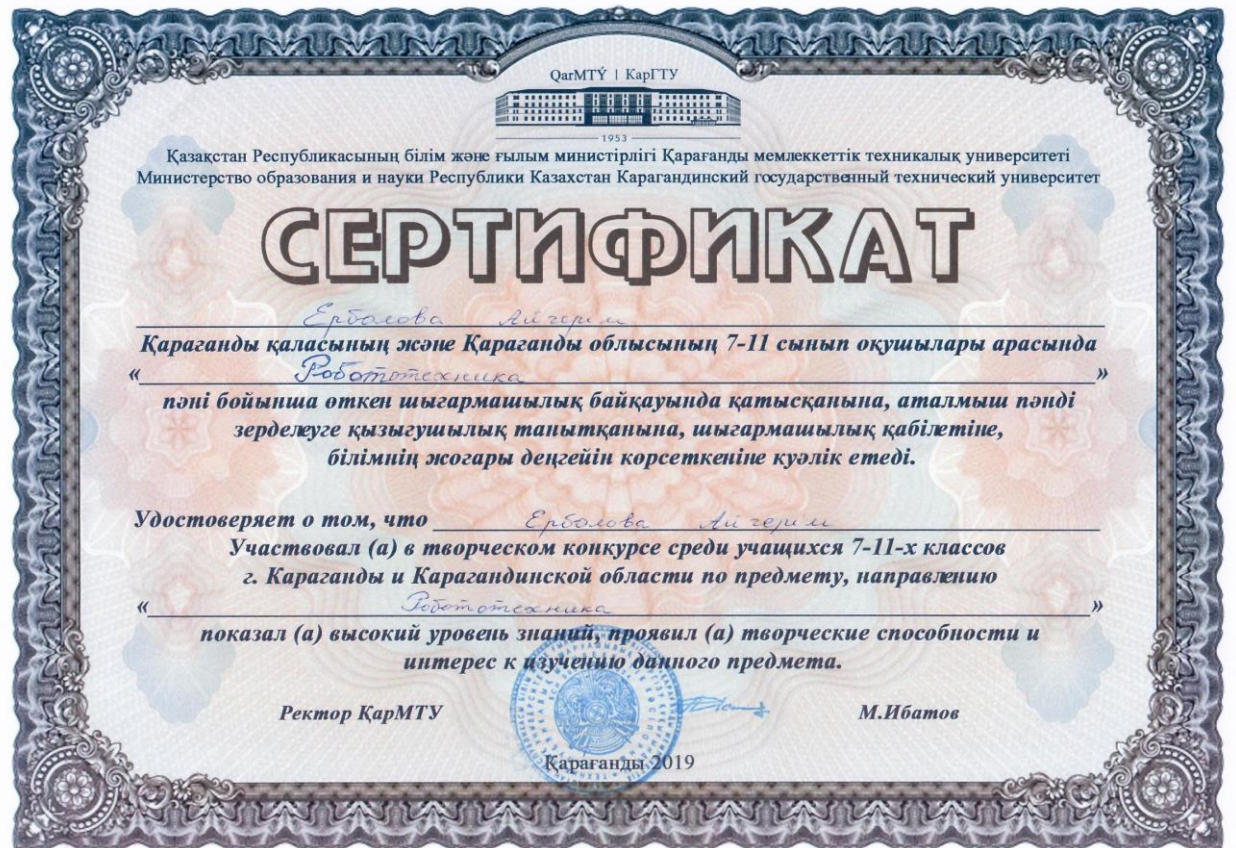 QarMTÝ | КарГТУ
1953
Қазақстан Республикасының білім және ғылым министірлігі Қарағанды мемлеккеттік техникалық университеті
Министерство образования и науки Республики Казахстан Карагандинский государственный технический университет
СЕРТИФИКАТ
Ерболова Айгерим
Қарағанды қаласының және Қарағанды облысының 7-11 сынып оқушылары арасында
« Робототехника »
пәні бойынша өткен шығармашылық байқауында қатысқанына, аталмыш пәнді
зерделеуге қызығушылық танытқанына, шығармашылық қабілетіне,
білімнің жоғары деңгейін көрсеткеніне куәлік етеді.
Удостоверяет о том, что Ерболова Айгерим
Участвовал (а) в творческом конкурсе среди учащихся 7-11-х классов
г. Караганды и Карагандинской области по предмету, направлению
« Робототехника »
показал (а) высокий уровень знаний, проявил (а) творческие способности и
интерес к изучению данного предмета.
Ректор ҚарМТУ М.Ибатов
Қарағанды 2019